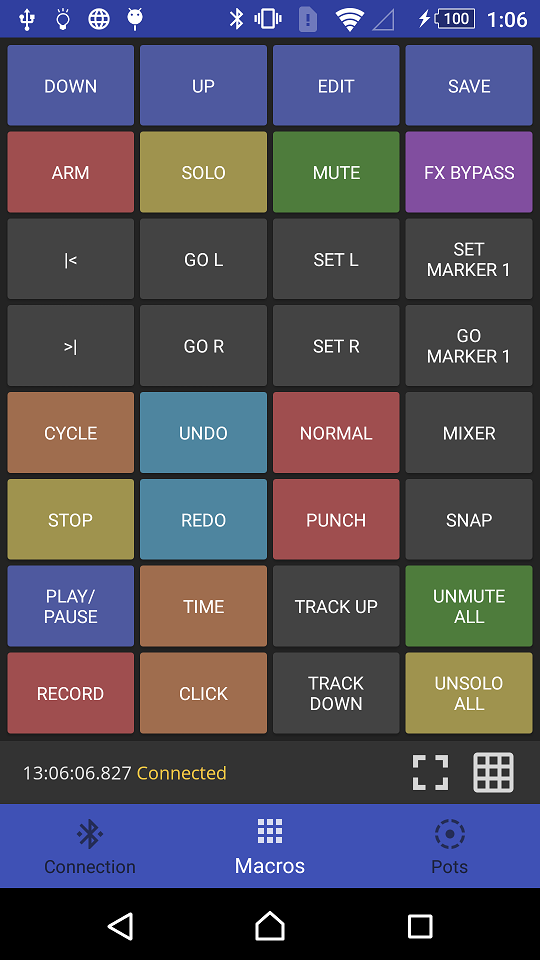 100 1:06
DOWN UP EDIT SAVE
ARM SOLO MUTE FX BYPASS
|< GO L SET L SET
MARKER 1
>| GO R SET R GO
MARKER 1
CYCLE UNDO NORMAL MIXER
STOP REDO PUNCH SNAP
PLAY/
PAUSE TIME TRACK UP UNMUTE
ALL
RECORD CLICK TRACK
DOWN UNSOLO
ALL
13:06:06.827 Connected
Connection Macros Pots